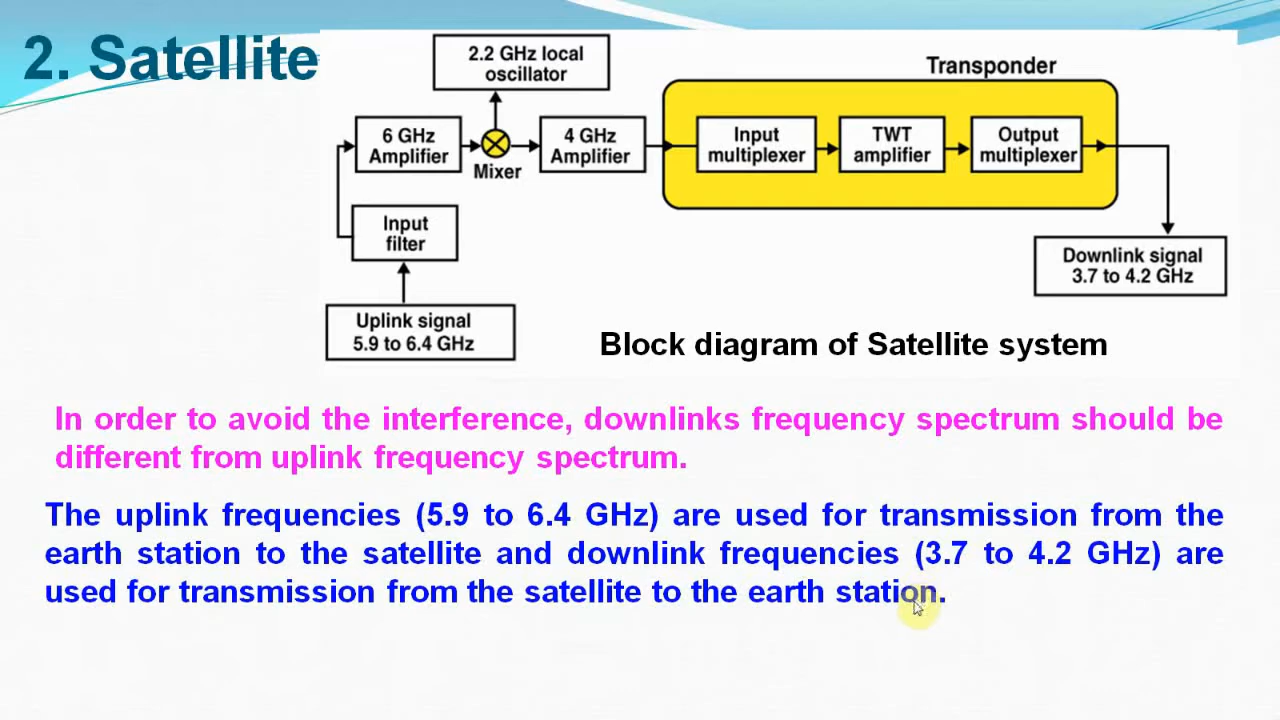 2. Satellite
2.2 GHz local
oscillator
Transponder
6 GHz
Amplifier
Mixer
4 GHz
Amplifier
Input
multiplexer
TWT
amplifier
Output
multiplexer
Input
filter
Downlink signal
3.7 to 4.2 GHz
Uplink signal
5.9 to 6.4 GHz
Block diagram of Satellite system
In order to avoid the interference, downlinks frequency spectrum should be
different from uplink frequency spectrum.
The uplink frequencies (5.9 to 6.4 GHz) are used for transmission from the
earth station to the satellite and downlink frequencies (3.7 to 4.2 GHz) are
used for transmission from the satellite to the earth station.